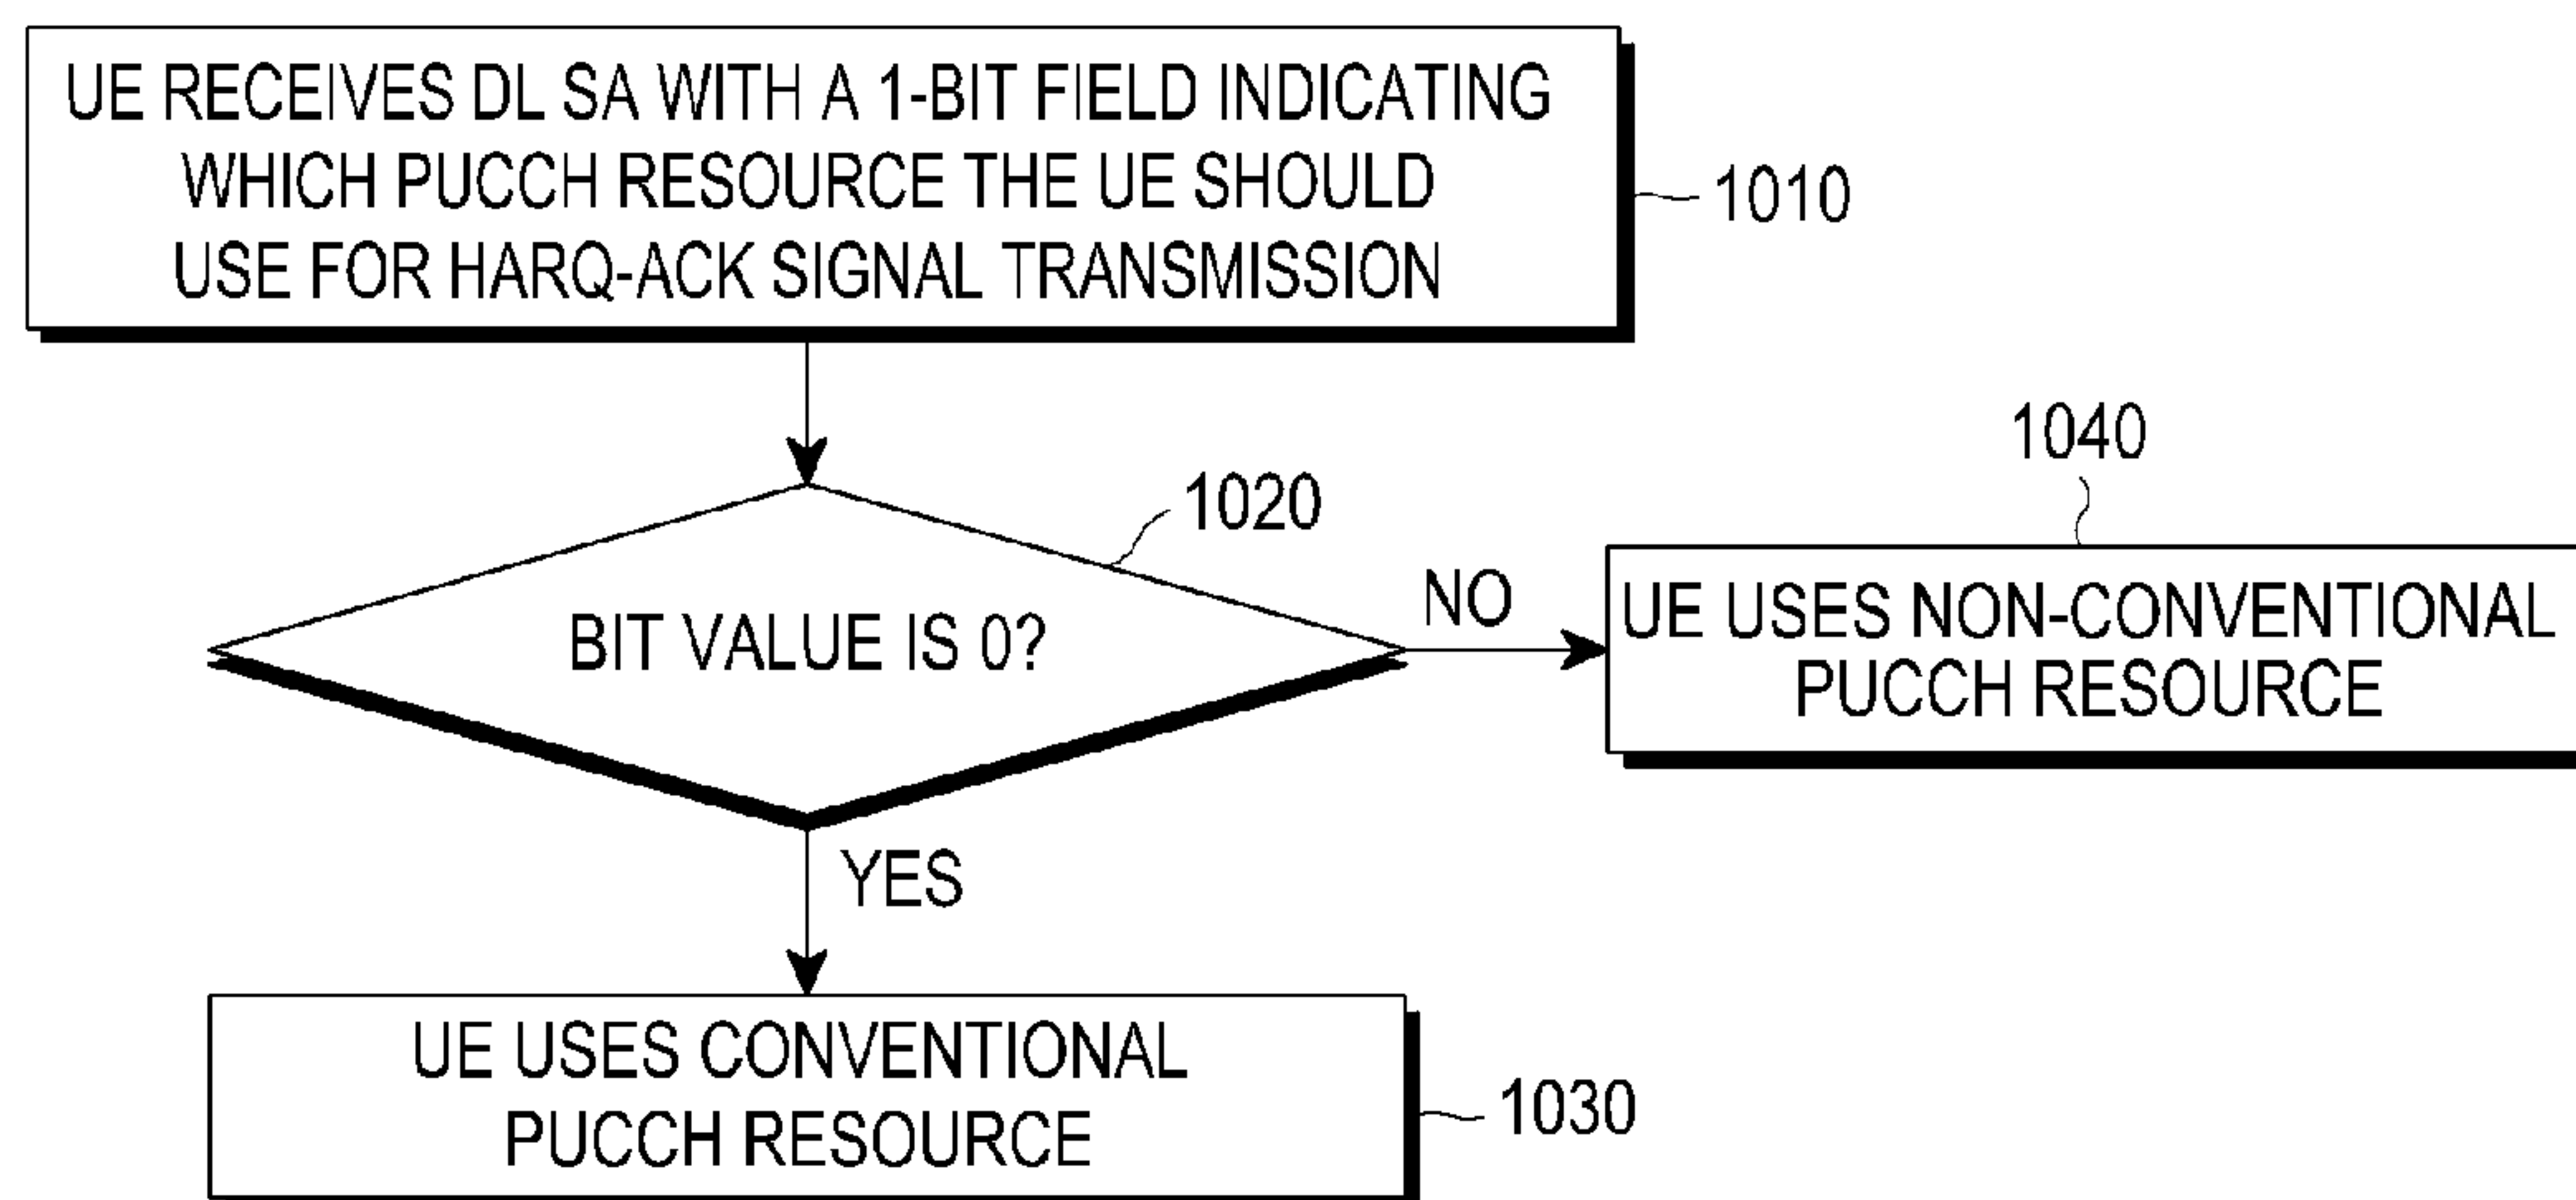 UE RECEIVES DL SA WITH A 1-BIT FIELD INDICATING
WHICH PUCCH RESOURCE THE UE SHOULD
USE FOR HARQ-ACK SIGNAL TRANSMISSION
1010
1020
BIT VALUE IS 0?
NO
1040
UE USES NON-CONVENTIONAL
PUCCH RESOURCE
YES
UE USES CONVENTIONAL
PUCCH RESOURCE
1030